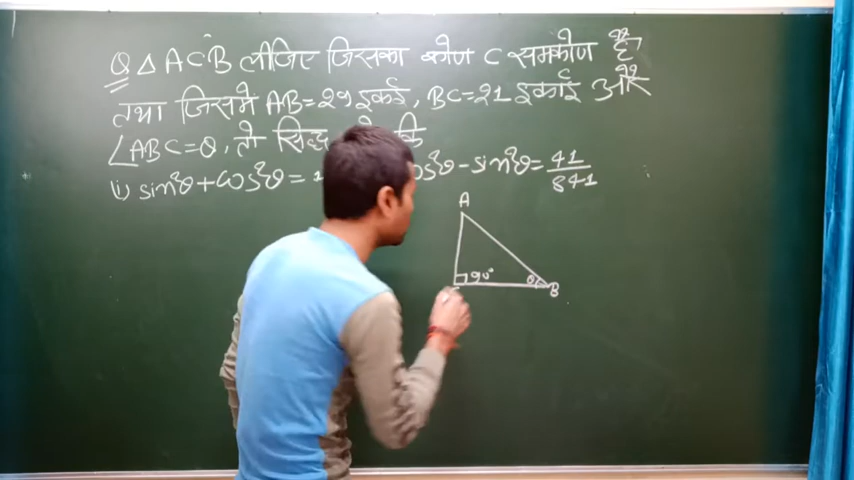 Q Δ ACB लीजिए जिसका कोण C समकोण है
तथा जिसमें AB=29 इकाई, BC=21 इकाई और
∠ABC=θ, तो सिद्ध कि
(i) sin²θ+cos²θ=1 cos²θ-sin²θ=41/841
A
90° θ
B